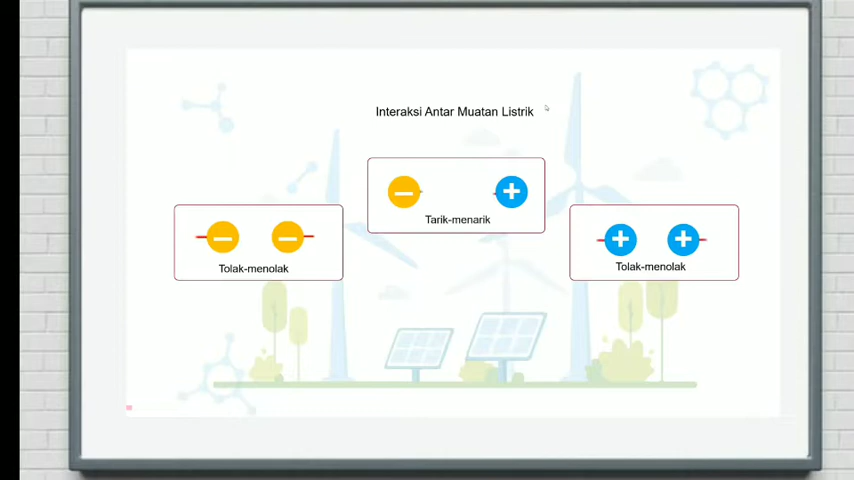 Interaksi Antar Muatan Listrik
Tarik-menarik
Tolak-menolak
Tolak-menolak